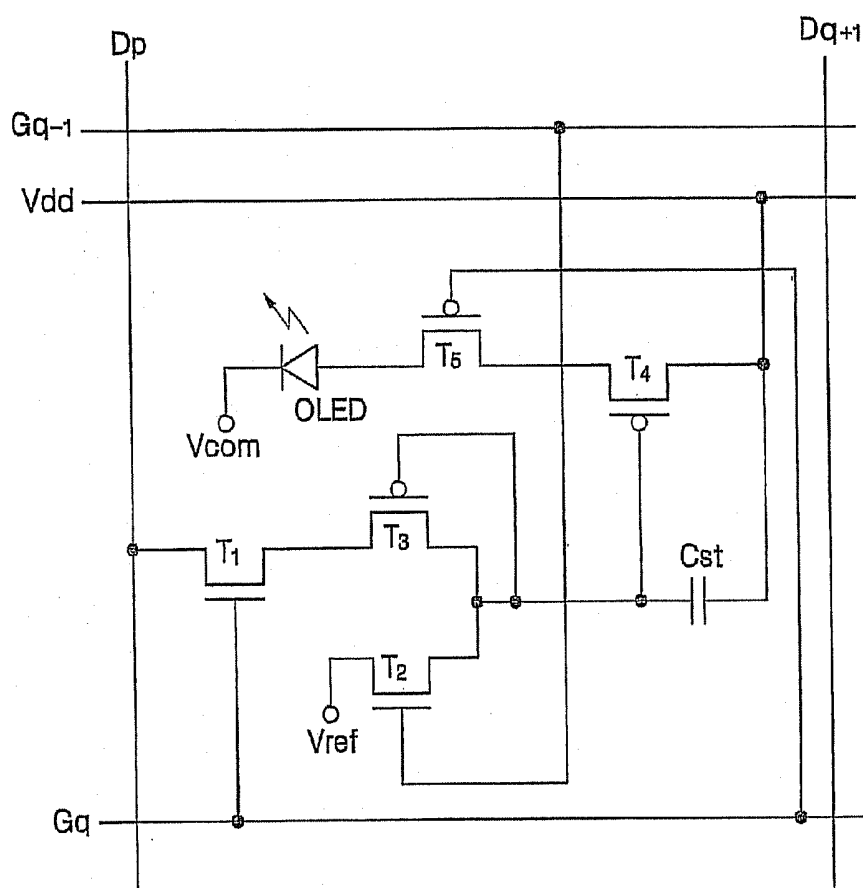 Dp
Dq+1
Gq-1
Vdd
T5
T4
OLED
Vcom
T3
T1
Cst
T2
Vref
Gq